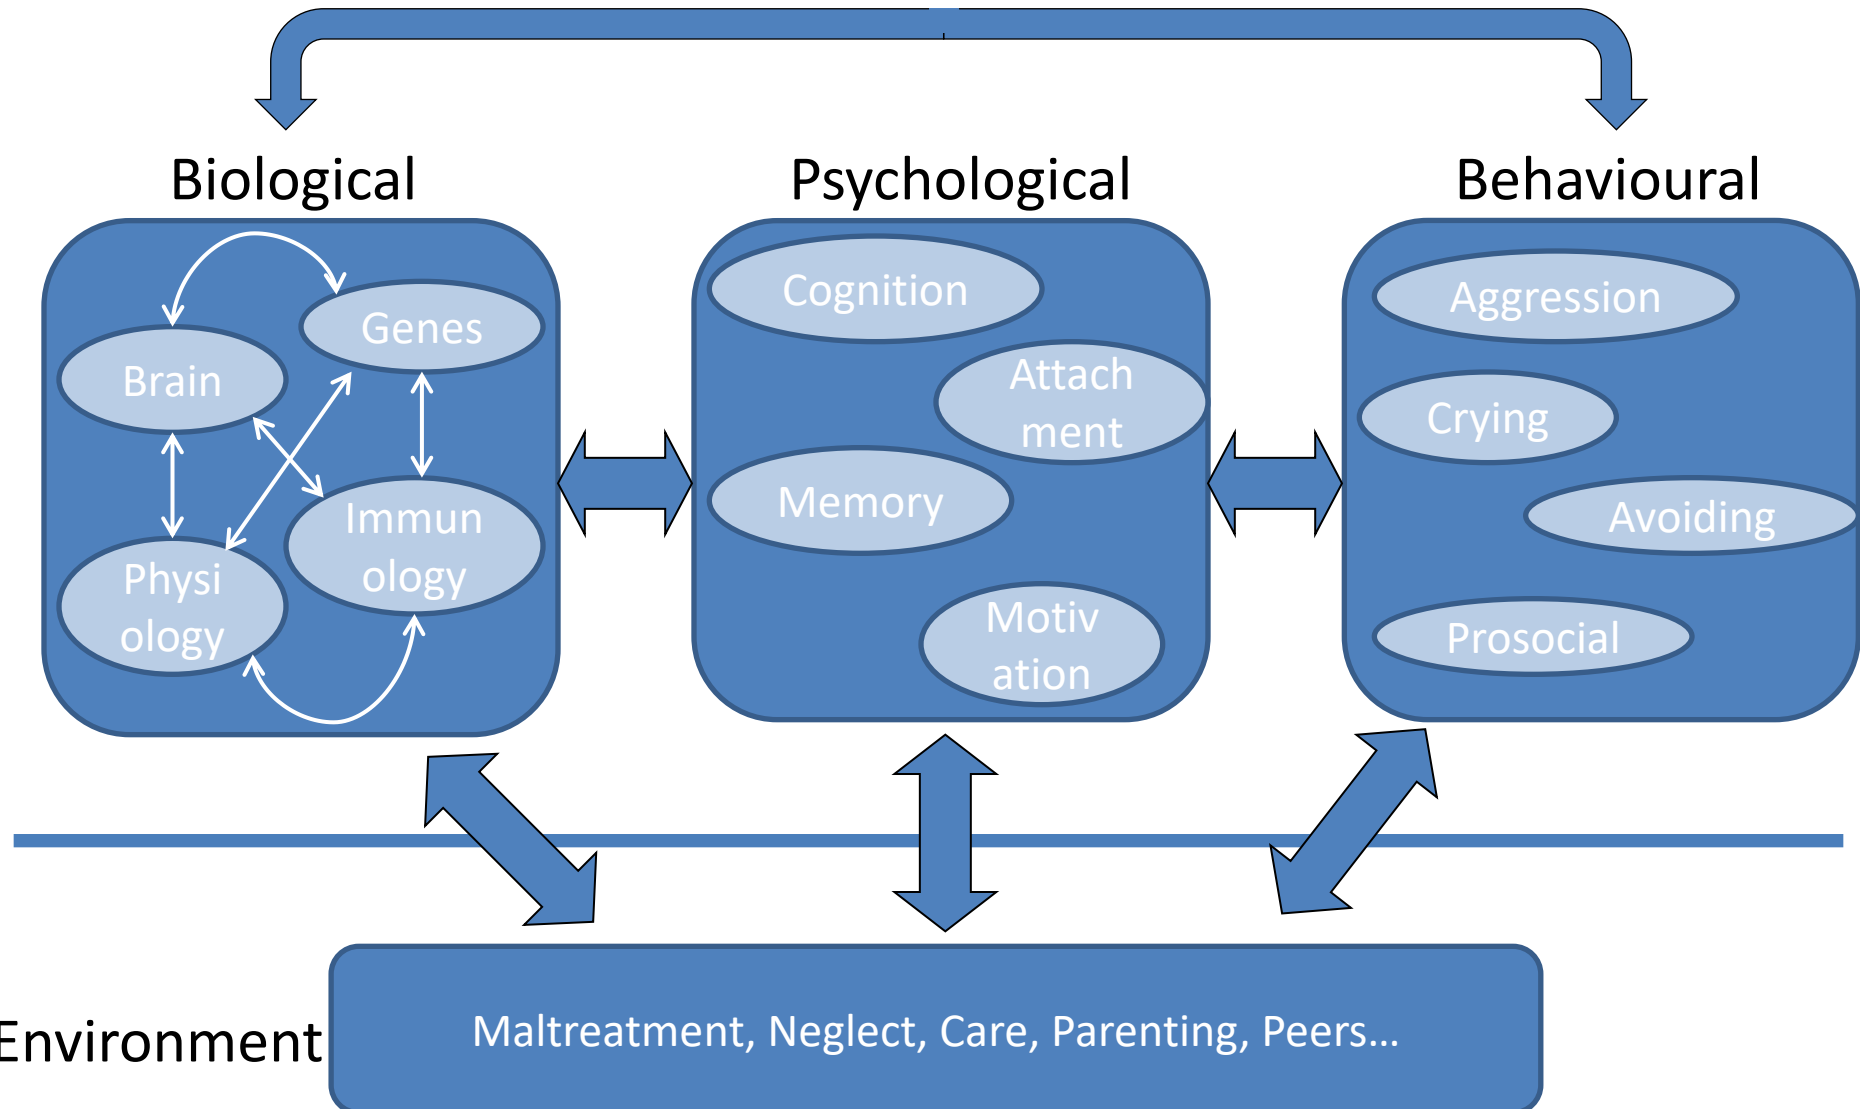 Biological
Psychological
Behavioural
Genes
Brain
Immun
ology
Physi
ology
Cognition
Attach
ment
Memory
Motiv
ation
Aggression
Crying
Avoiding
Prosocial
Environment
Maltreatment, Neglect, Care, Parenting, Peers...